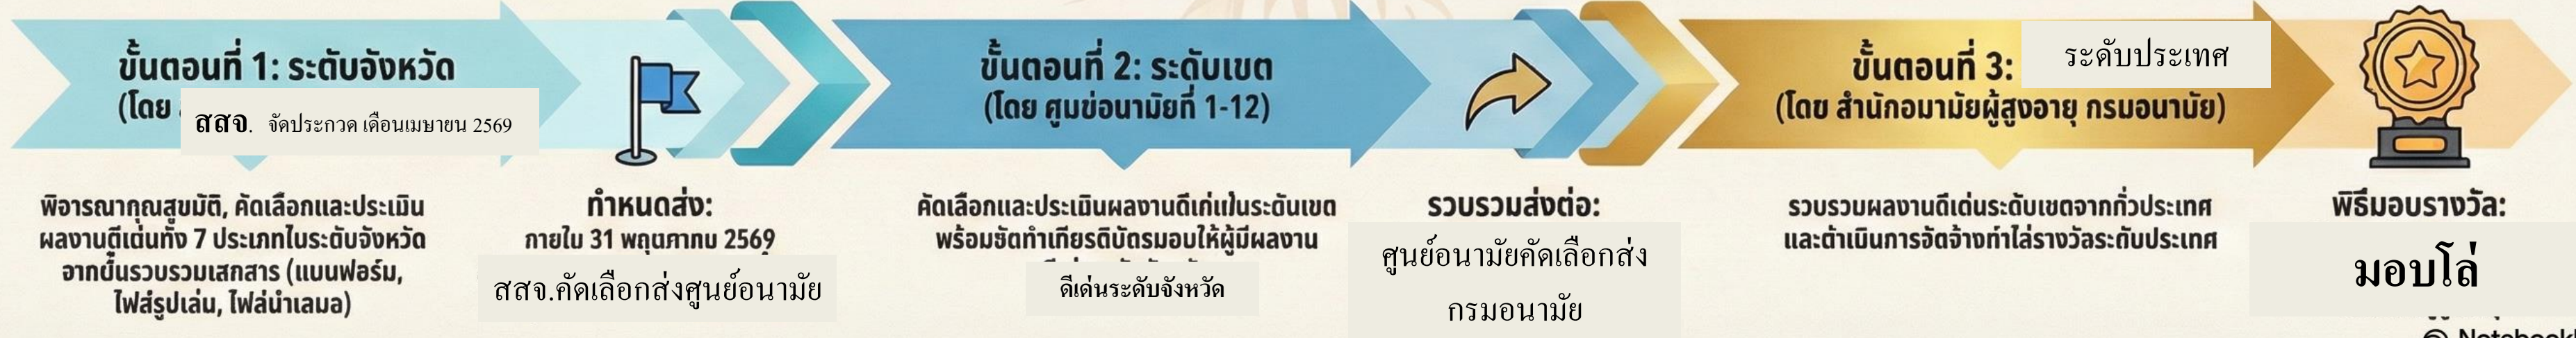 ขั้นตอนที่ 1: ระดับจังหวัด
(โดย สสจ. จัดประกวด เดือนเมษายน 2569
พิจารณากุณสูขมัติ, คัดเลือกและประเมิน
ผลงานดีเด่นทั้ง 7 ประเภทในระดับจังหวัด
จากขั้นรวบรวมเสกสาร (แบบฟอร์ม,
ไฟส์รูปเล่น, ไฟล่นำเลมอ)
ทำหนดส่ง:
กายใบ 31 พฤฉภาทบ 2569
สสจ.คัดเลือกส่งศูนย์อนามัย
ขั้นตอนที่ 2: ระดับเขต
(โดย ศูมข่อนามัยที่ 1-12)
คัดเลือกและประเมินผลงานดีเก่นในระดันเขต
พร้อมชัดทำเกียรติบัตรมอบให้ผู้มีผลงาน
ดีเด่นระดับจังหวัด
รวบรวมส่งต่อ:
ศูนย์อนามัยคัดเลือกส่ง
กรมอนามัย
ขั้นตอนที่ 3: ระดับประเทศ
(โดข สำนักอมามัยผู้สูงอายุ กรมอนามัย)
รวบรวมผลงานดีเด่นระดับเขตจากทั่วประเทศ
และดำเมินการจัดจ้างทำไล่รางวัลระดับประเทศ
พิธีมอบรางวัล:
มอบโล่